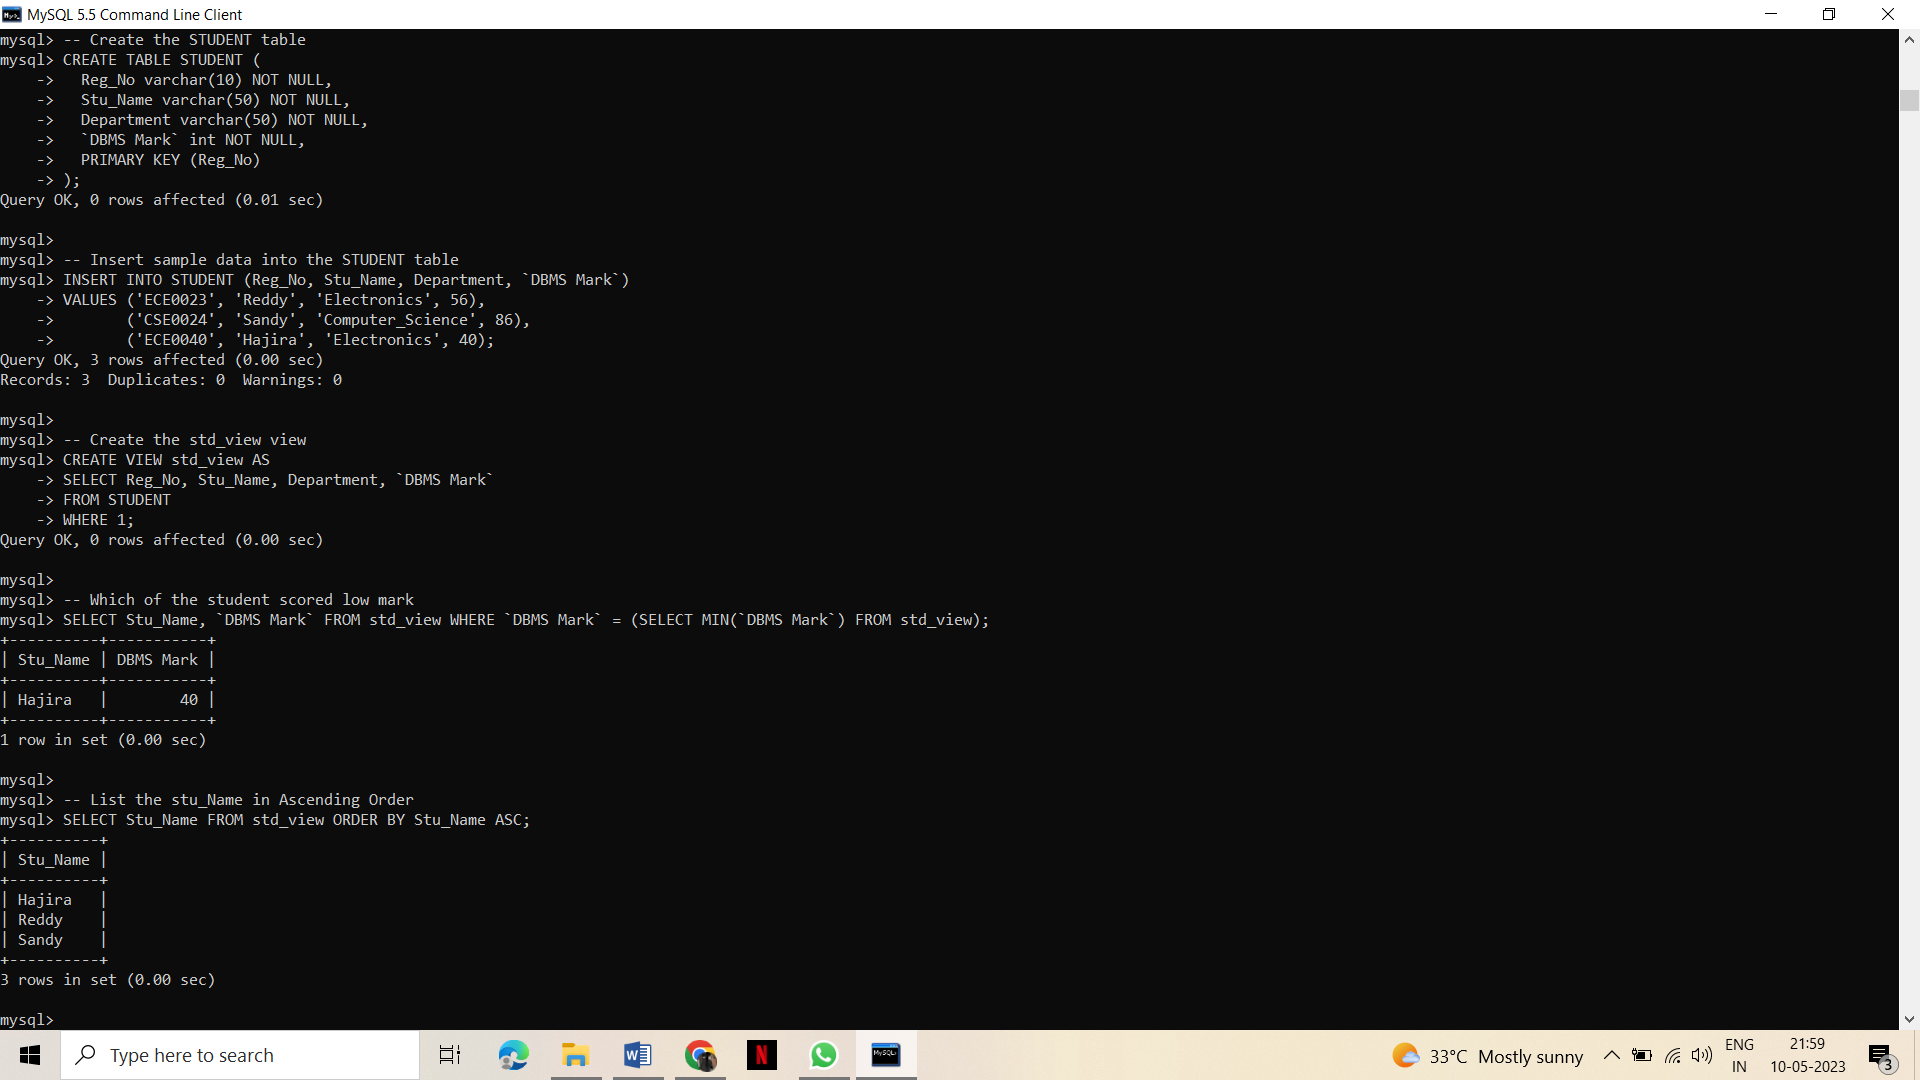 MySQL 5.5 Command Line Client
mysql> -- Create the STUDENT table
mysql> CREATE TABLE STUDENT (
    ->   Reg_No varchar(10) NOT NULL,
    ->   Stu_Name varchar(50) NOT NULL,
    ->   Department varchar(50) NOT NULL,
    ->   `DBMS Mark` int NOT NULL,
    ->   PRIMARY KEY (Reg_No)
    -> );
Query OK, 0 rows affected (0.01 sec)

mysql>
mysql> -- Insert sample data into the STUDENT table
mysql> INSERT INTO STUDENT (Reg_No, Stu_Name, Department, `DBMS Mark`)
    -> VALUES ('ECE0023', 'Reddy', 'Electronics', 56),
    ->        ('CSE0024', 'Sandy', 'Computer_Science', 86),
    ->        ('ECE0040', 'Hajira', 'Electronics', 40);
Query OK, 3 rows affected (0.00 sec)
Records: 3  Duplicates: 0  Warnings: 0

mysql>
mysql> -- Create the std_view view
mysql> CREATE VIEW std_view AS
    -> SELECT Reg_No, Stu_Name, Department, `DBMS Mark`
    -> FROM STUDENT
    -> WHERE 1;
Query OK, 0 rows affected (0.00 sec)

mysql>
mysql> -- Which of the student scored low mark
mysql> SELECT Stu_Name, `DBMS Mark` FROM std_view WHERE `DBMS Mark` = (SELECT MIN(`DBMS Mark`) FROM std_view);
+----------+-----------+
| Stu_Name | DBMS Mark |
+----------+-----------+
| Hajira   |        40 |
+----------+-----------+
1 row in set (0.00 sec)

mysql>
mysql> -- List the stu_Name in Ascending Order
mysql> SELECT Stu_Name FROM std_view ORDER BY Stu_Name ASC;
+----------+
| Stu_Name |
+----------+
| Hajira   |
| Reddy    |
| Sandy    |
+----------+
3 rows in set (0.00 sec)

mysql>
Type here to search
33°C Mostly sunny
ENG
IN
21:59
10-05-2023
3